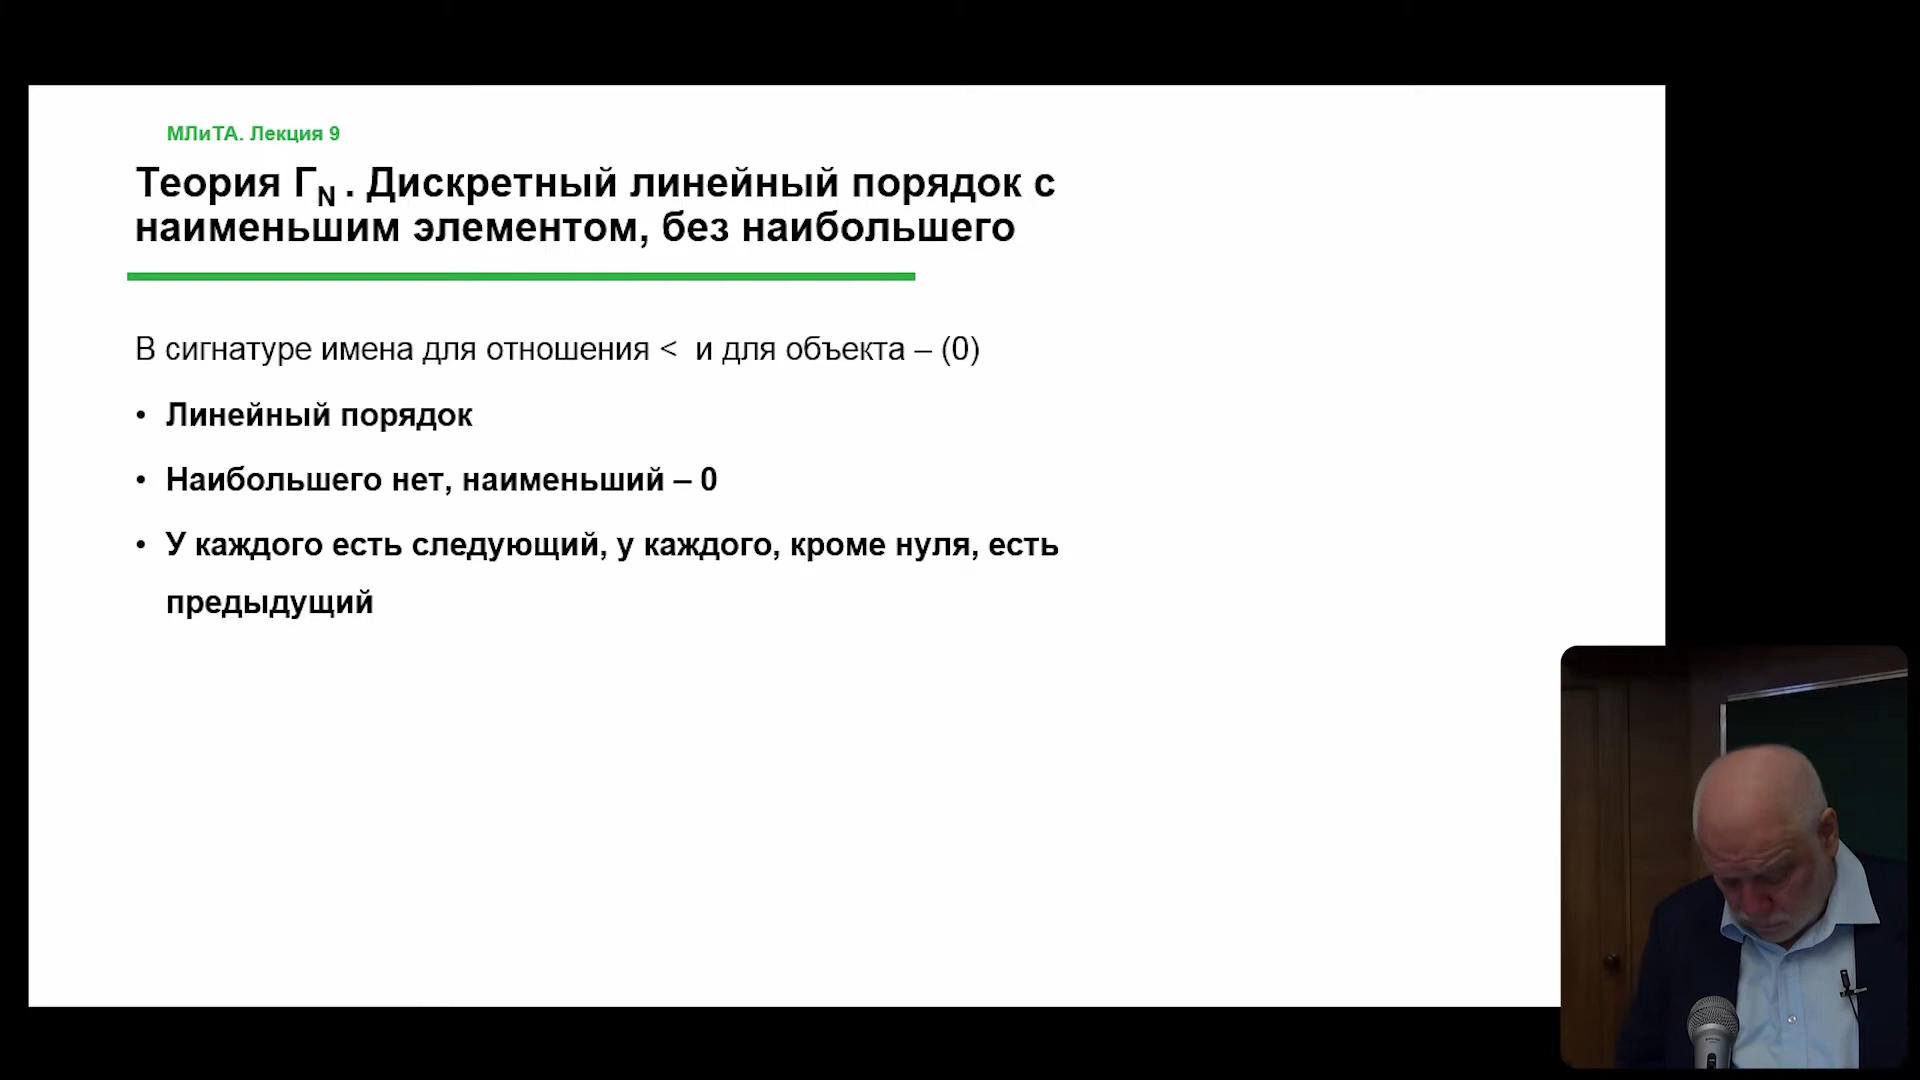 МЛиТА. Лекция 9
Теория ΓN . Дискретный линейный порядок с
наименьшим элементом, без наибольшего
В сигнатуре имена для отношения < и для объекта – (0)
• Линейный порядок
• Наибольшего нет, наименьший – 0
• У каждого есть следующий, у каждого, кроме нуля, есть
предыдущий